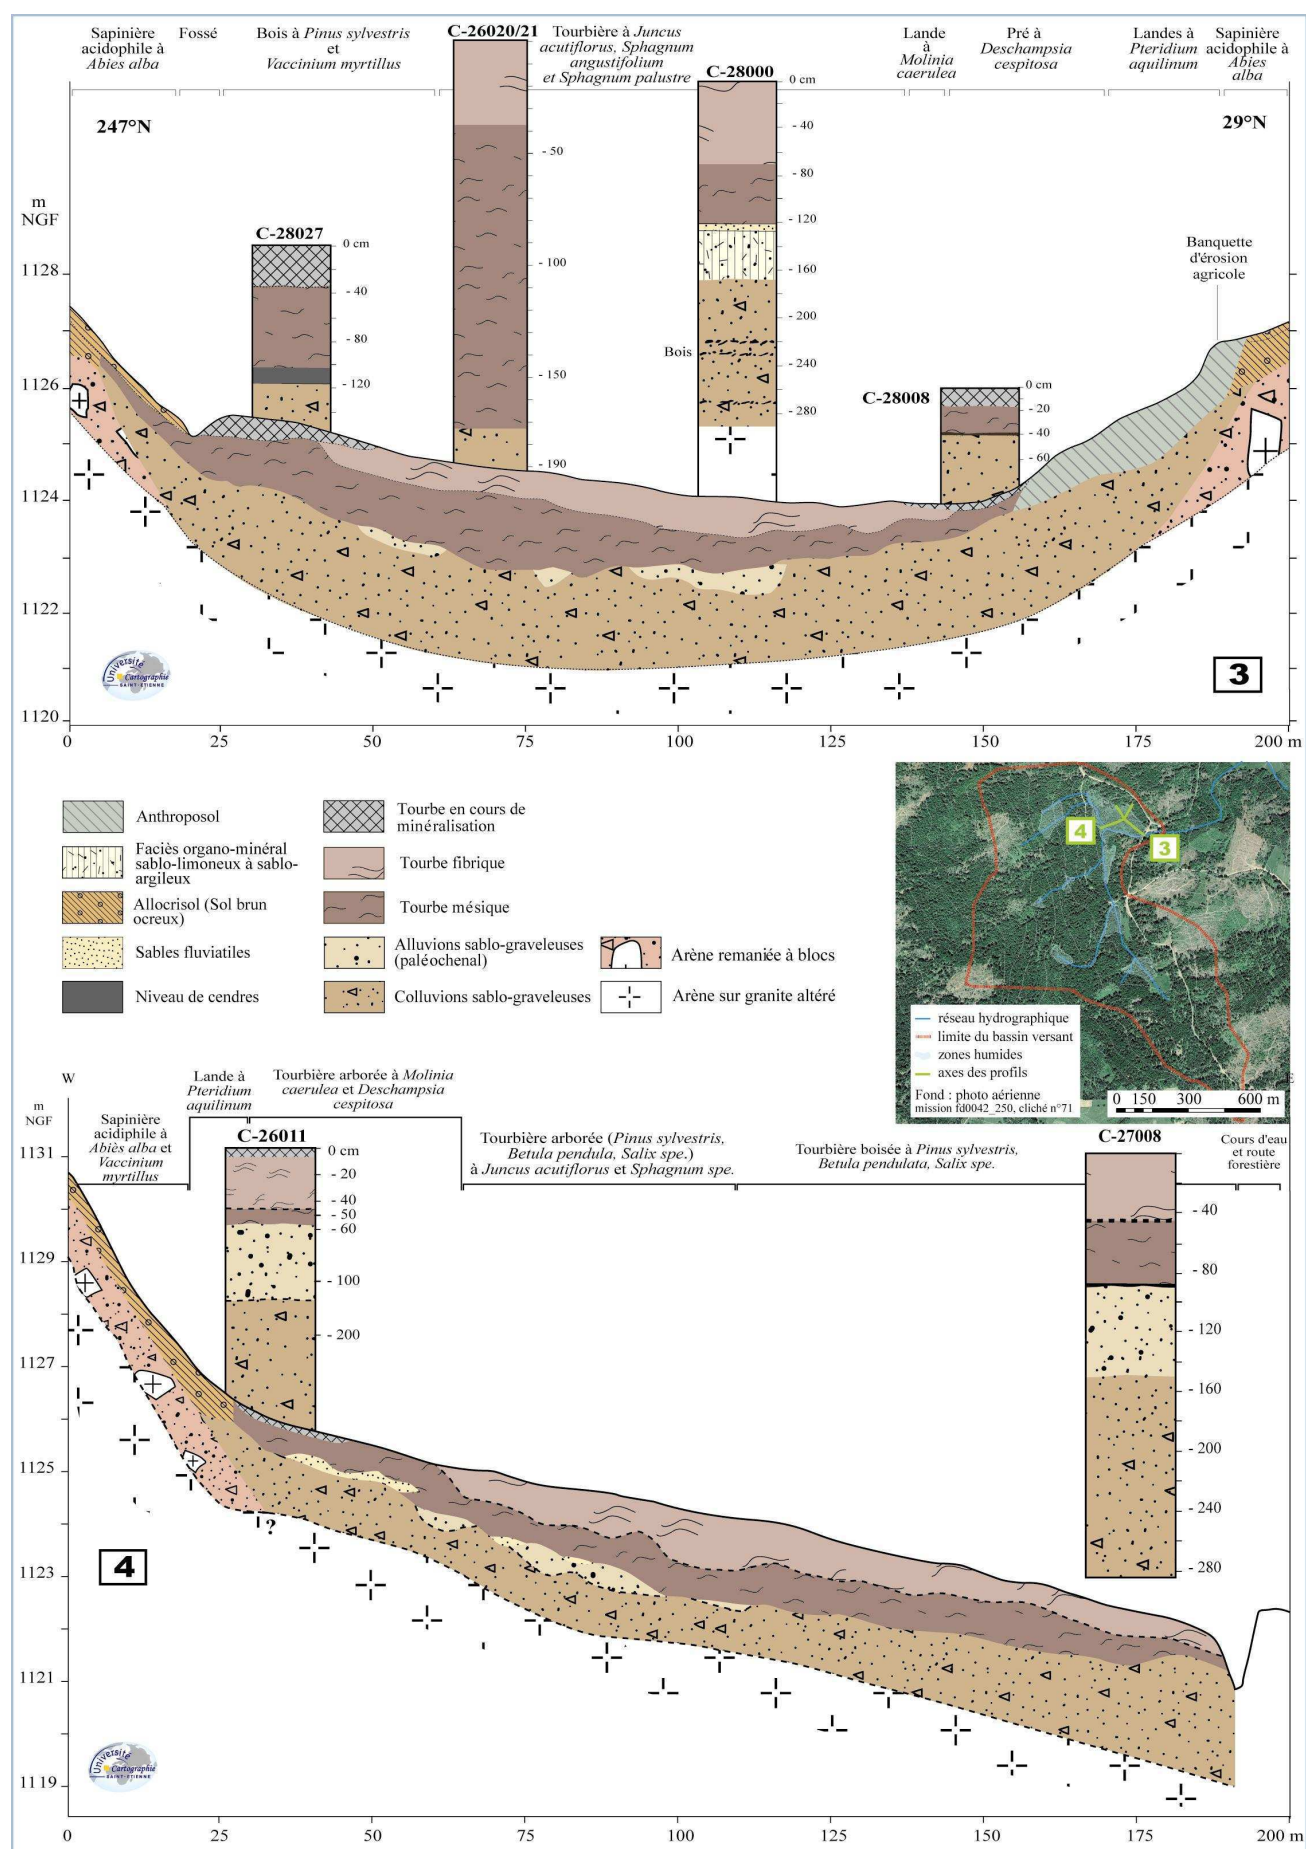 Sapinière
acidophile à
Abies alba
Fossé
Bois à Pinus sylvestris
et
Vaccinium myrtillus
C-26020/21
Tourbière à Juncus
acutiflorus, Sphagnum
angustifolium
et Sphagnum palustre
C-28000
Lande
à
Molinia
caerulea
Pré à
Deschampsia
cespitosa
Landes à
Pteridium
aquilinum
Sapinière
acidophile à
Abies
alba
247°N
29°N
m
NGF
1128
1126
1124
1122
1120
C-28027
0 cm
- 40
- 80
- 120
- 50
- 100
- 150
- 190
0 cm
- 40
- 80
- 120
- 160
- 200
- 240
- 280
Bois
C-28008
0 cm
- 20
- 40
- 60
Banquette
d'érosion
agricole
Université
Cartographie
SAINT-ETIENNE
3
0 25 50 75 100 125 150 175 200 m
Anthroposol
Faciès organo-minéral
sablo-limoneux à sablo-
argileux
Allocrisol (Sol brun
ocreux)
Sables fluviatiles
Niveau de cendres
Tourbe en cours de
minéralisation
Tourbe fibrique
Tourbe mésique
Alluvions sablo-graveleuses
(paléochenal)
Colluvions sablo-graveleuses
Arène remaniée à blocs
Arène sur granite altéré
4
3
réseau hydrographique
limite du bassin versant
zones humides
axes des profils
Fond : photo aérienne
mission fd0042_250, cliché n°71
0 150 300 600 m
W
E
m
NGF
Sapinière
acidiphile à
Abiès alba et
Vaccinium
myrtillus
Lande à
Pteridium
aquilinum
Tourbière arborée à Molinia
caerulea et Deschampsia
cespitosa
C-26011
Tourbière arborée (Pinus sylvestris,
Betula pendula, Salix spe.)
à Juncus acutiflorus et Sphagnum spe.
Tourbière boisée à Pinus sylvestris,
Betula pendulata, Salix spe.
C-27008
Cours d'eau
et route
forestière
1131
1129
1127
1125
1123
1121
1119
0 cm
- 20
- 40
- 50
- 60
- 100
- 200
- 40
- 80
- 120
- 160
- 200
- 240
- 280
?
4
Université
Cartographie
SAINT-ETIENNE
0 25 50 75 100 125 150 175 200 m